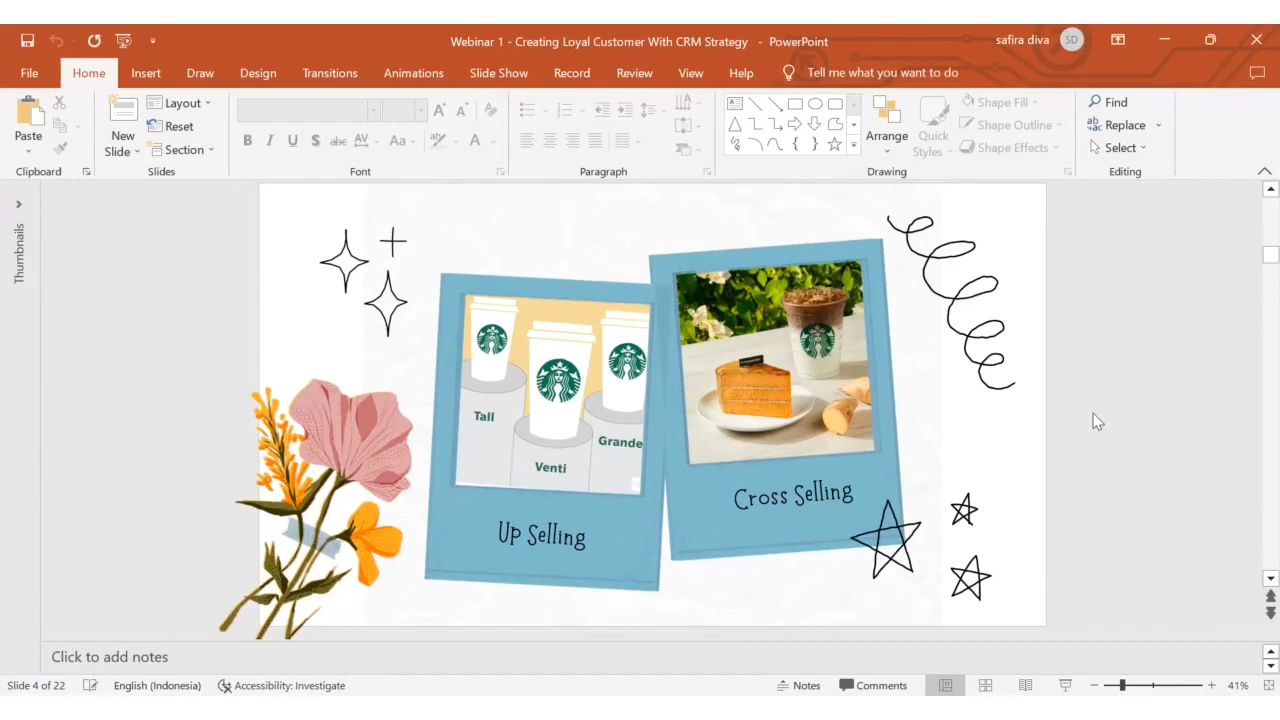 Webinar 1 - Creating Loyal Customer With CRM Strategy - PowerPoint
safira diva
SD
File Home Insert Draw Design Transitions Animations Slide Show Record Review View Help Tell me what you want to do
Paste
Clipboard
New Slide
Layout
Reset
Section
Slides
B I U S abc AV Aa A
Font
Paragraph
Arrange
Quick Styles
Shape Fill
Shape Outline
Shape Effects
Drawing
Find
Replace
Select
Editing
Thumbnails
Tall
Venti
Grande
Up Selling
Cross Selling
Click to add notes
Slide 4 of 22 English (Indonesia) Accessibility: Investigate Notes Comments 41%